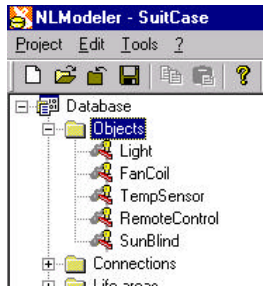 NLModeler - SuitCase
Project Edit Tools ?
Database
Objects
Light
FanCoil
TempSensor
RemoteControl
SunBlind
Connections
Life areas